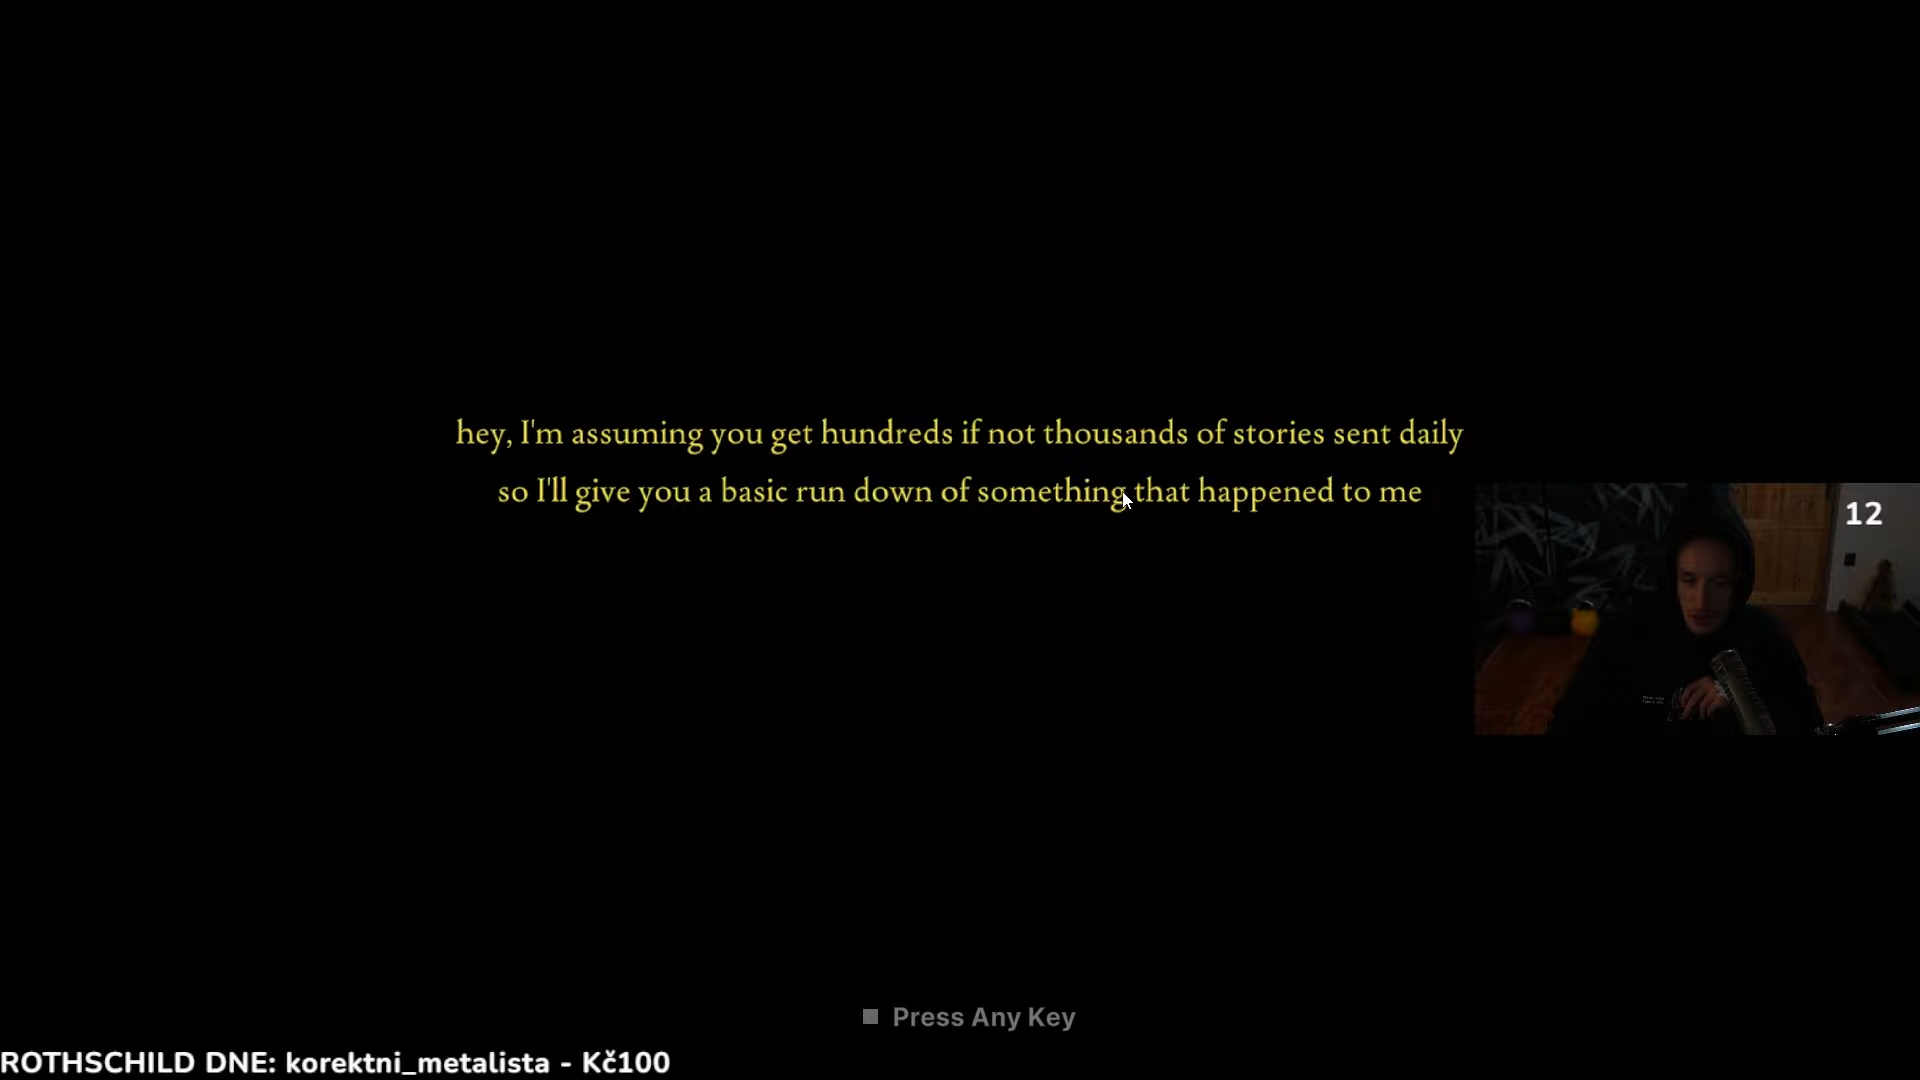 hey, I'm assuming you get hundreds if not thousands of stories sent daily
so I'll give you a basic run down of something that happened to me
12
Press Any Key
ROTHSCHILD DNE: korektni_metalista - Kč100